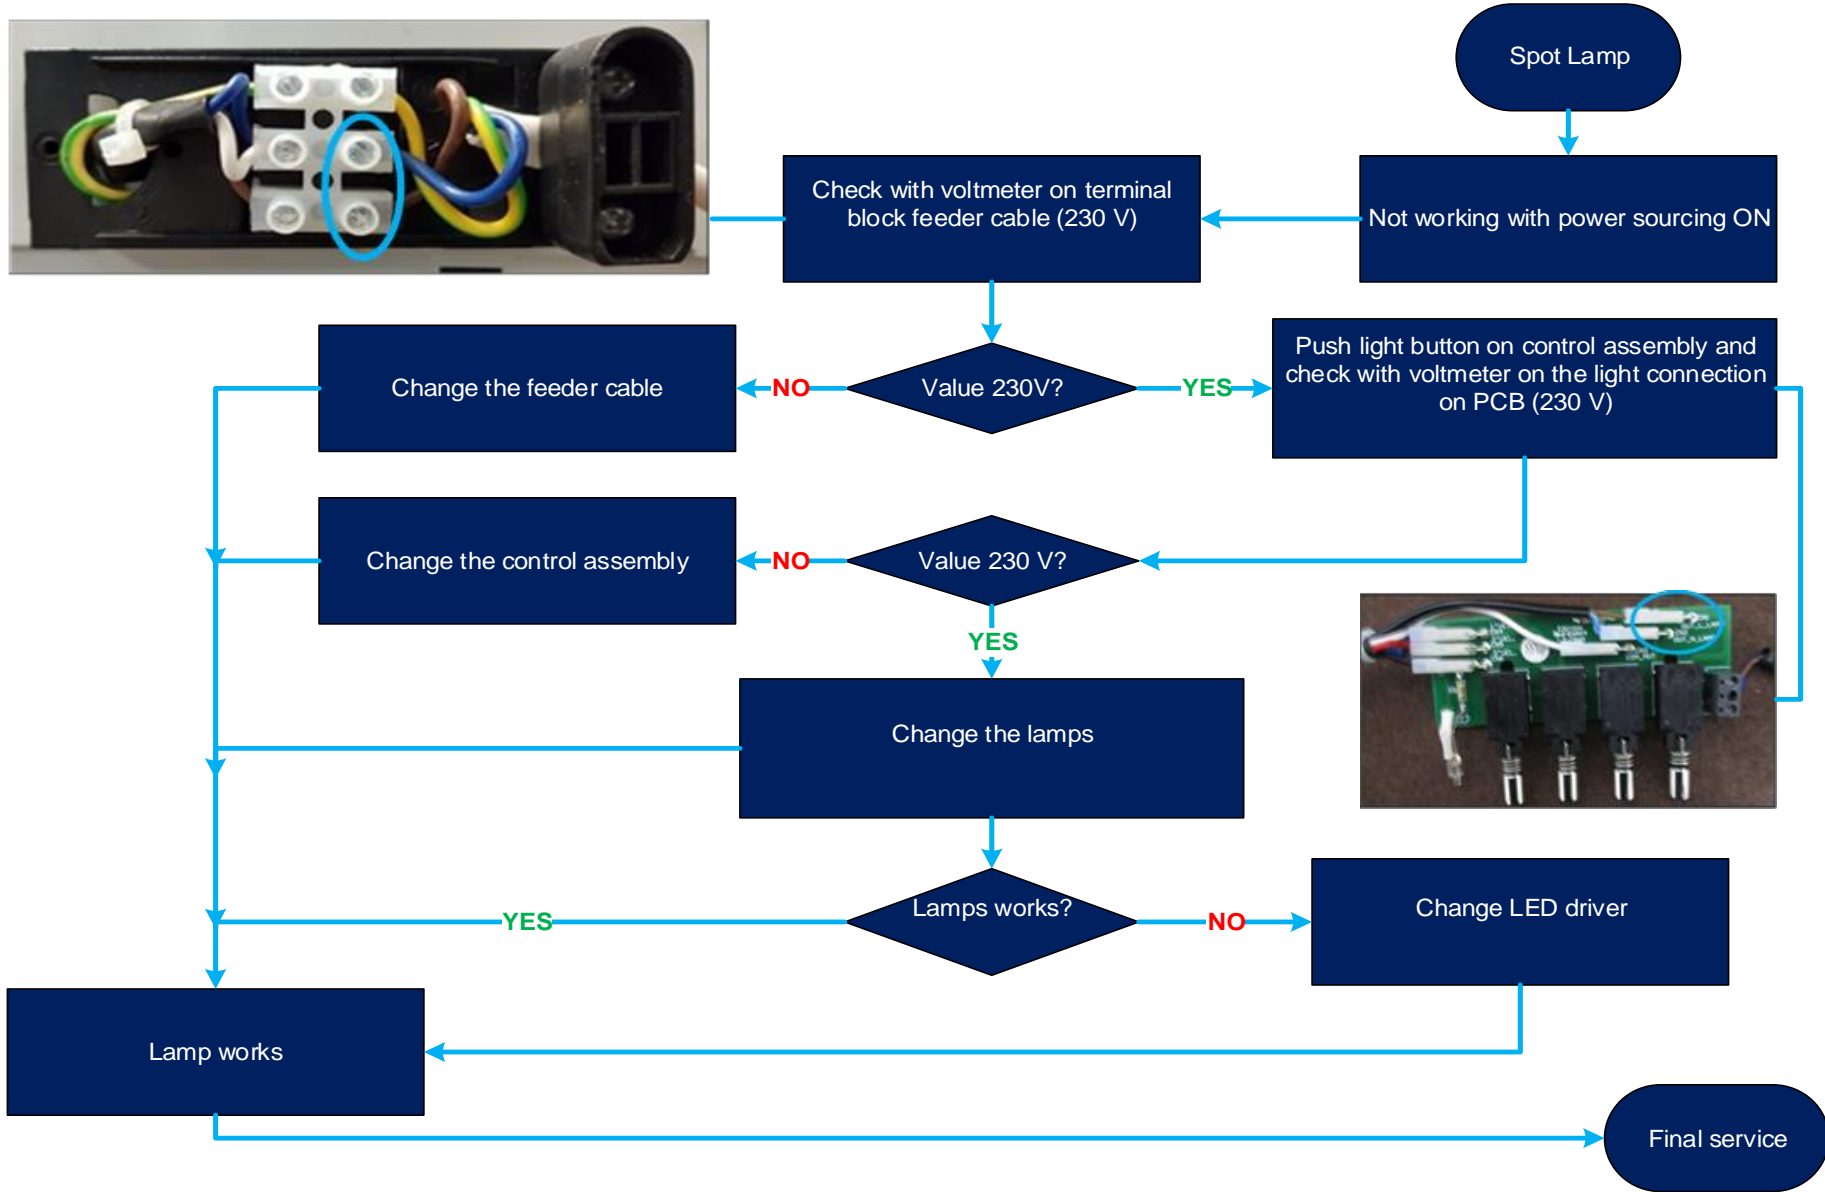 Spot Lamp
Not working with power sourcing ON
Check with voltmeter on terminal
block feeder cable (230 V)
Value 230V?
NO
YES
Change the feeder cable
Push light button on control assembly and
check with voltmeter on the light connection
on PCB (230 V)
Value 230 V?
NO
YES
Change the control assembly
Change the lamps
Lamps works?
YES
NO
Change LED driver
Lamp works
Final service